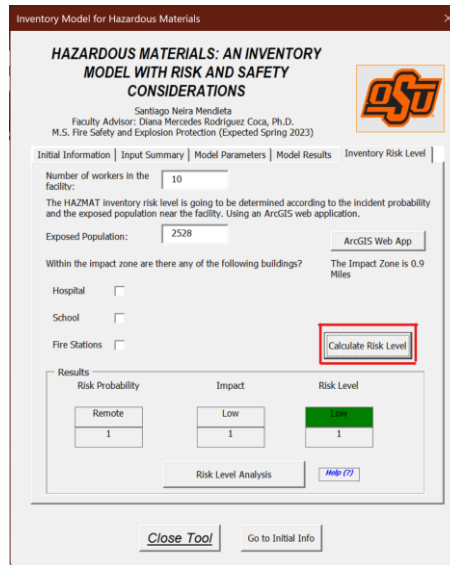 Inventory Model for Hazardous Materials
HAZARDOUS MATERIALS: AN INVENTORY
MODEL WITH RISK AND SAFETY
CONSIDERATIONS
Santiago Neira Mendieta
Faculty Advisor: Diana Mercedes Rodriguez Coca, Ph.D.
M.S. Fire Safety and Explosion Protection (Expected Spring 2023)
OSU
Initial Information | Input Summary | Model Parameters | Model Results | Inventory Risk Level
Number of workers in the
facility:
10
The HAZMAT inventory risk level is going to be determined according to the incident probability
and the exposed population near the facility. Using an ArcGIS web application.
Exposed Population:
2528
ArcGIS Web App
Within the impact zone are there any of the following buildings?
The Impact Zone is 0.9
Miles
Hospital
School
Fire Stations
Calculate Risk Level
Results
Risk Probability Impact Risk Level
Remote Low Low
1 1 1
Risk Level Analysis
Help (?)
Close Tool
Go to Initial Info